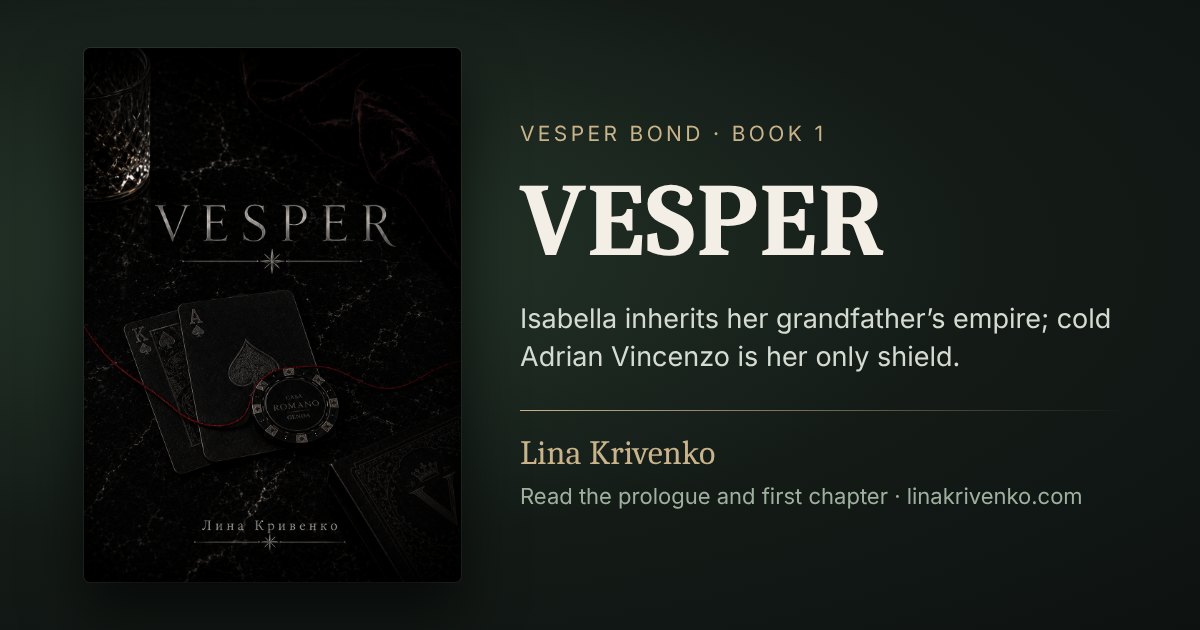 VESPER
K
A
CASA
ROMANO
GENOVA
V
Лина Кривенко
VESPER BOND · BOOK 1
VESPER
Isabella inherits her grandfather’s empire; cold
Adrian Vincenzo is her only shield.
Lina Krivenko
Read the prologue and first chapter · linakrivenko.com